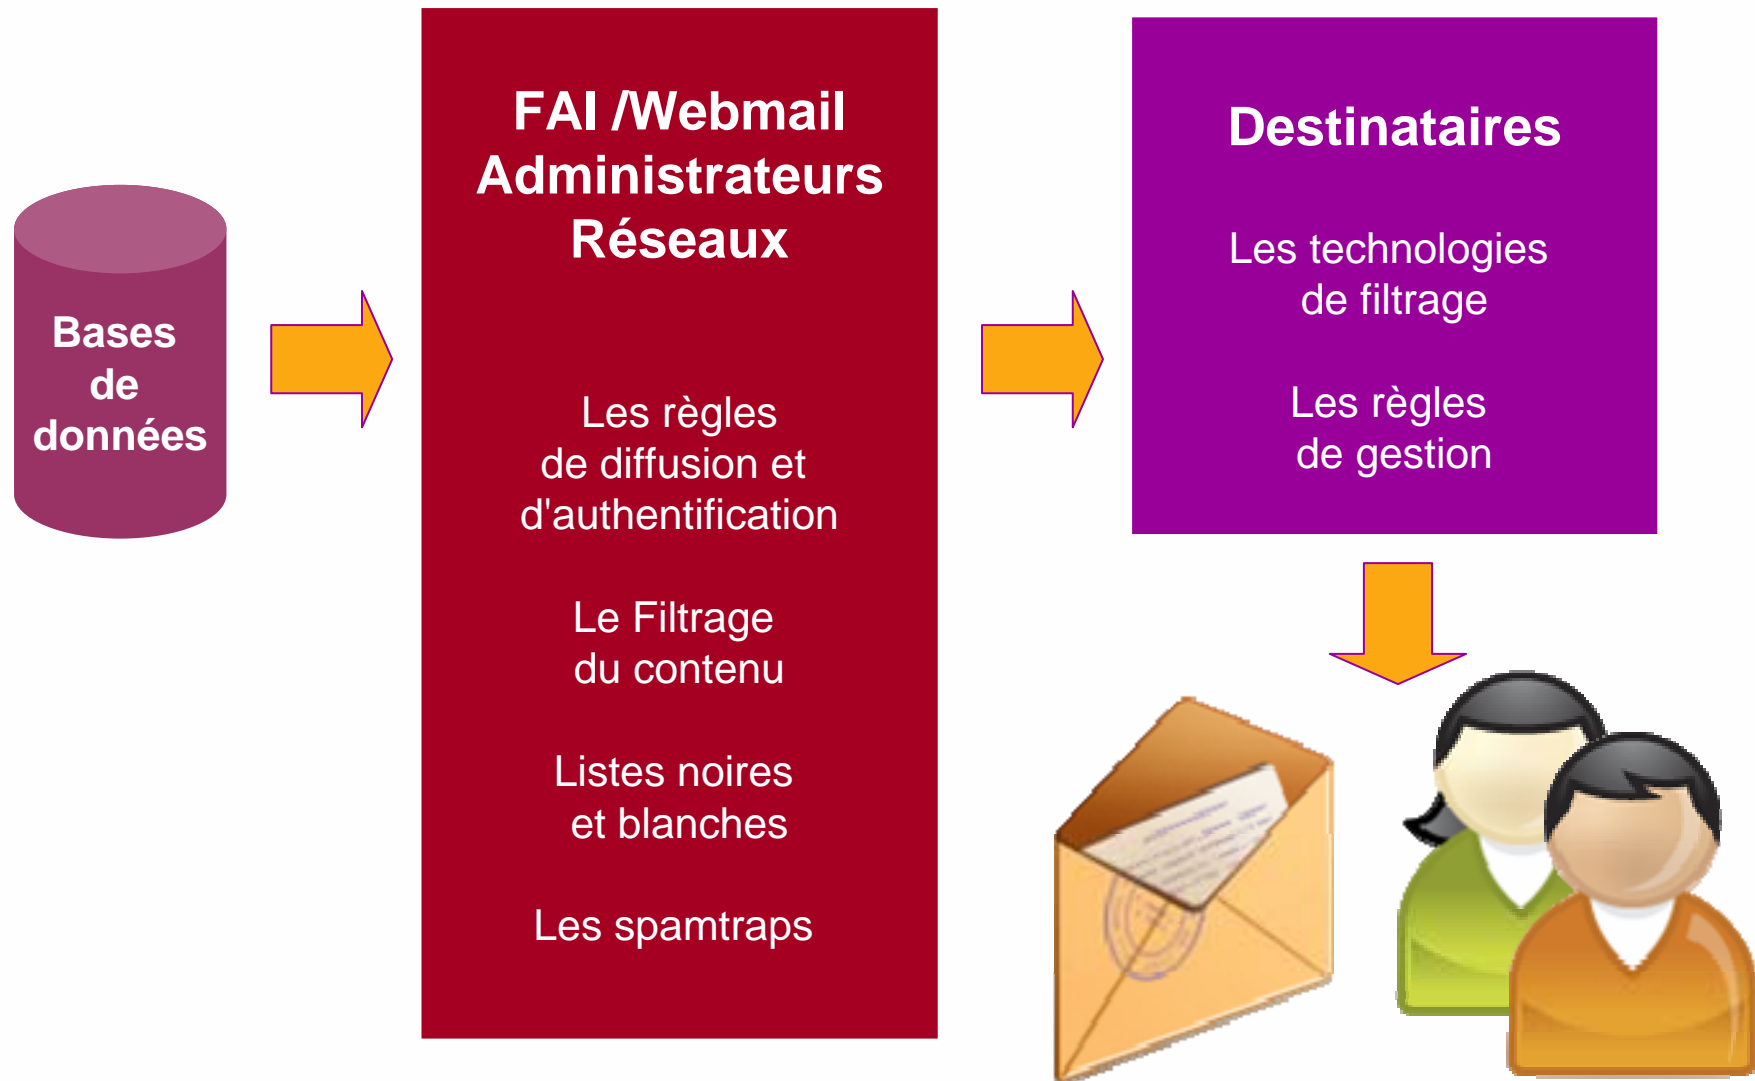 Bases
de
données
FAI /Webmail
Administrateurs
Réseaux
Les règles
de diffusion et
d'authentification
Le Filtrage
du contenu
Listes noires
et blanches
Les spamtraps
Destinataires
Les technologies
de filtrage
Les règles
de gestion